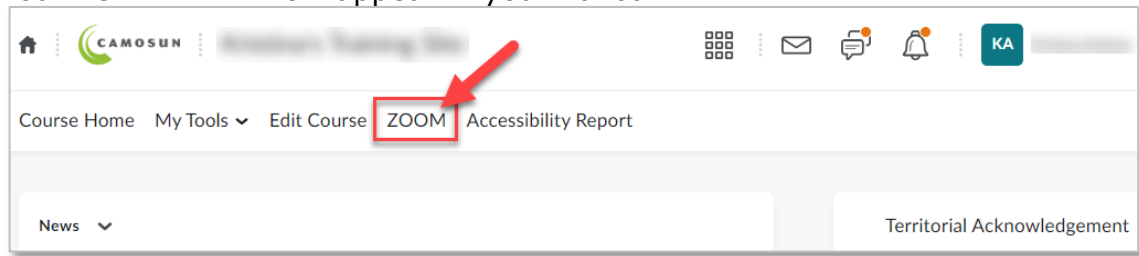 CAMOSUN
KA
Course Home My Tools Edit Course ZOOM Accessibility Report
News
Territorial Acknowledgement